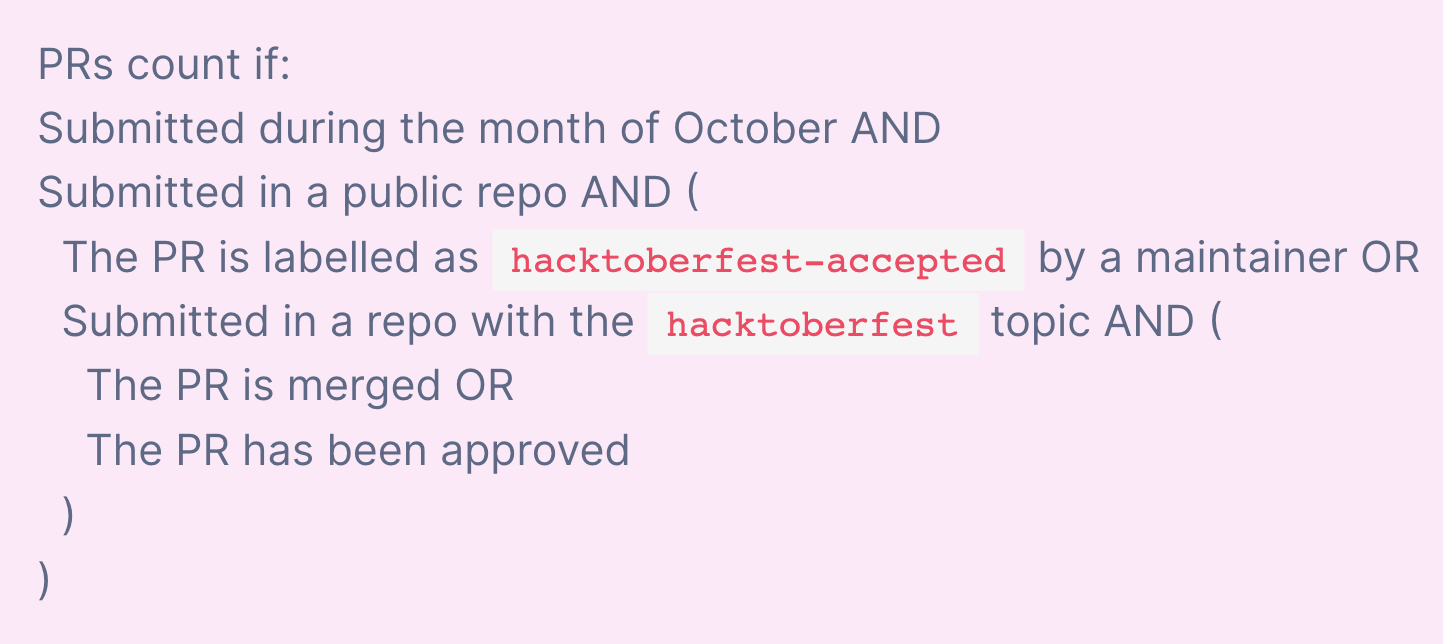 PRs count if:
Submitted during the month of October AND
Submitted in a public repo AND (
The PR is labelled as hacktoberfest-accepted by a maintainer OR
Submitted in a repo with the hacktoberfest topic AND (
The PR is merged OR
The PR has been approved
)
)